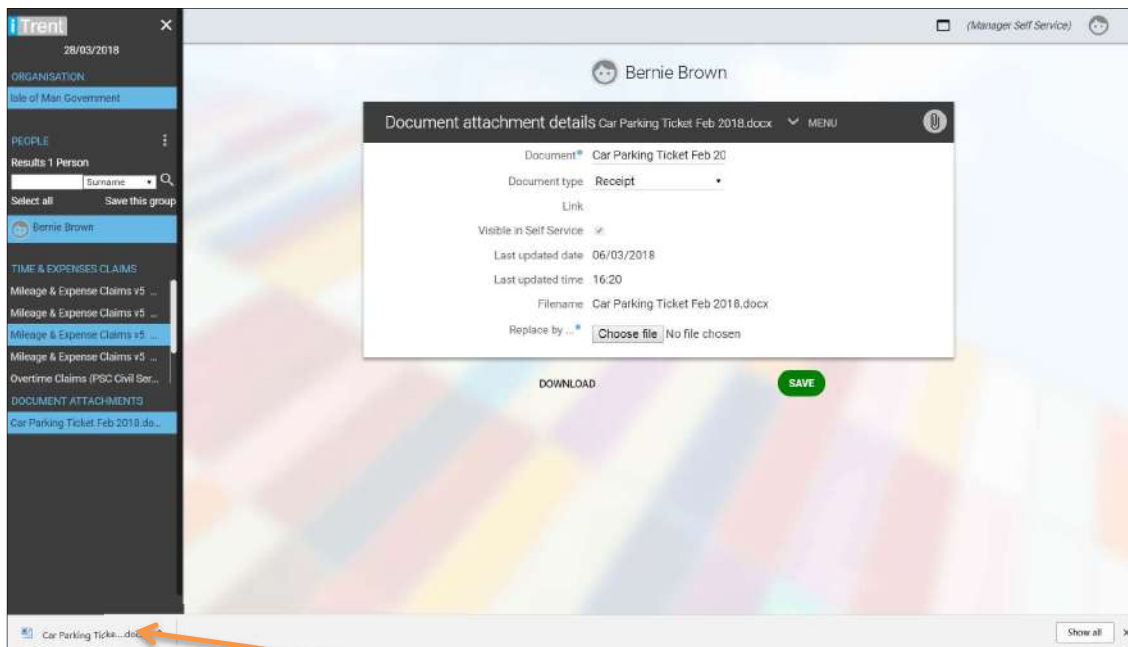 iTrent
28/03/2018
ORGANISATION
Isle of Man Government
PEOPLE
Results 1 Person
Surname
Select all Save this group
Bernie Brown
TIME & EXPENSES CLAIMS
Mileage & Expense Claims v5 ...
Mileage & Expense Claims v5 ...
Mileage & Expense Claims v5 ...
Mileage & Expense Claims v5 ...
Overtime Claims (PSC Civil Ser...
DOCUMENT ATTACHMENTS
Car Parking Ticket Feb 2018.do...
(Manager Self Service)
Bernie Brown
Document attachment details Car Parking Ticket Feb 2018.docx MENU
Document Car Parking Ticket Feb 20
Document type Receipt
Link
Visible in Self Service
Last updated date 06/03/2018
Last updated time 16:20
Filename Car Parking Ticket Feb 2018.docx
Replace by ... Choose file No file chosen
DOWNLOAD SAVE
Car Parking Ticke....doc
Show all